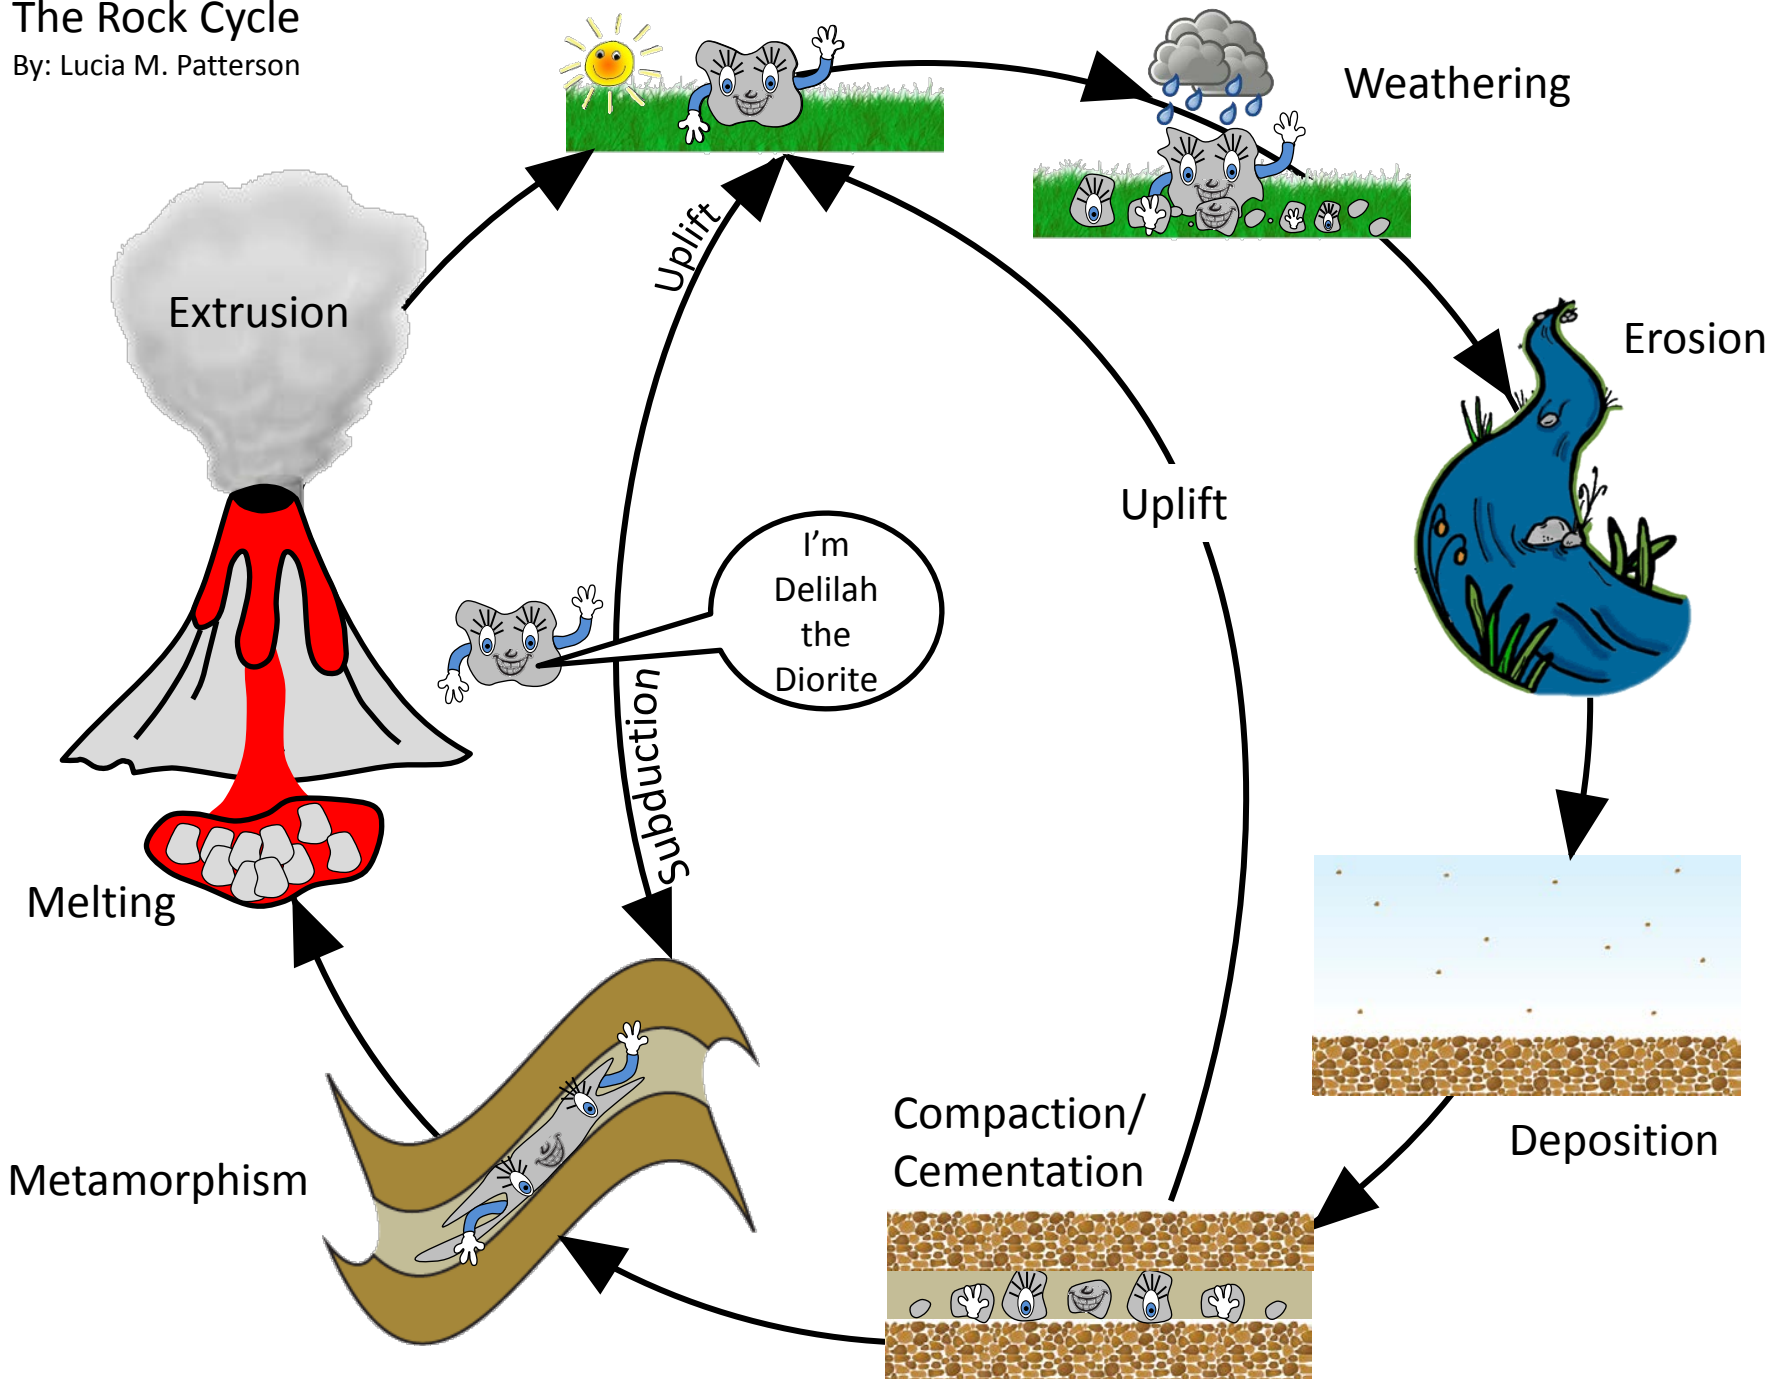 The Rock Cycle
By: Lucia M. Patterson
Weathering
Extrusion
Uplift
Erosion
Uplift
I'm
Delilah
the
Diorite
Subduction
Melting
Compaction/
Cementation
Deposition
Metamorphism